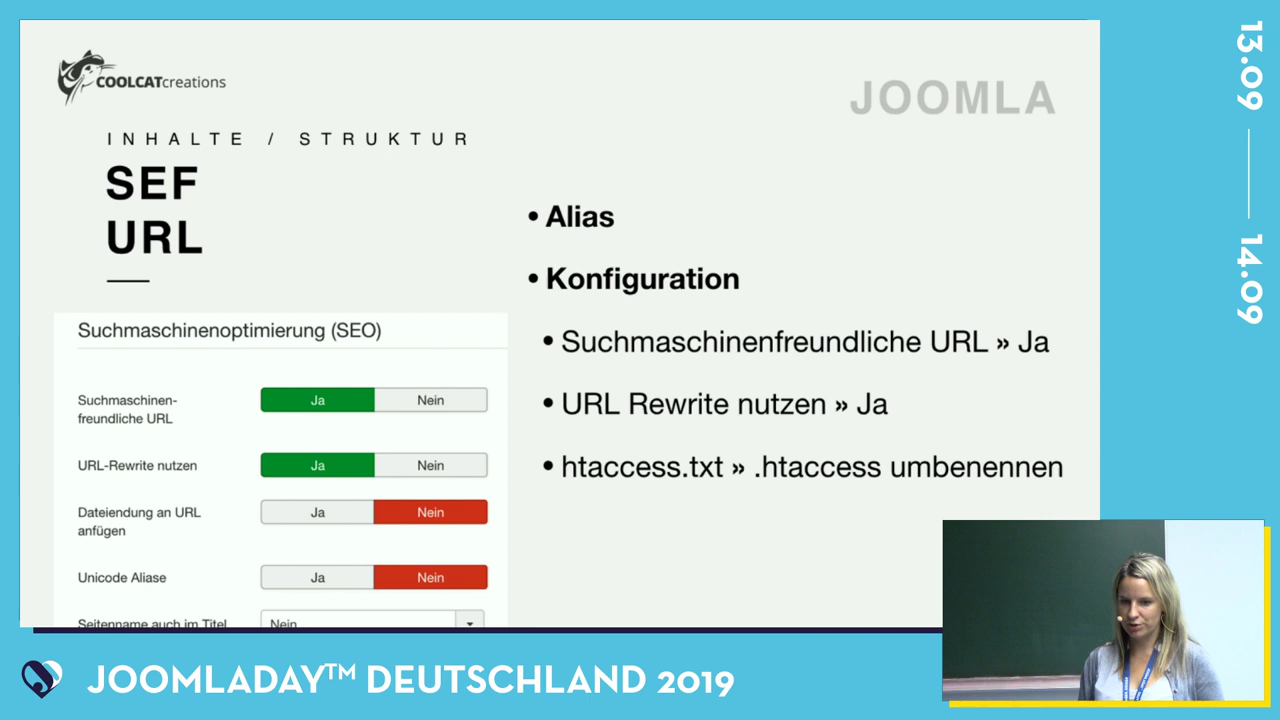 COOLCATcreations
JOOMLA
INHALTE / STRUKTUR
SEF
URL
• Alias
• Konfiguration
• Suchmaschinenfreundliche URL » Ja
• URL Rewrite nutzen » Ja
• htaccess.txt » .htaccess umbenennen
Suchmaschinenoptimierung (SEO)
Suchmaschinen-
freundliche URL
Ja Nein
URL-Rewrite nutzen Ja Nein
Dateiendung an URL
anfügen
Ja Nein
Unicode Aliase Ja Nein
Seitenname auch im Titel Nein
13.09
14.09
JOOMLADAY™ DEUTSCHLAND 2019